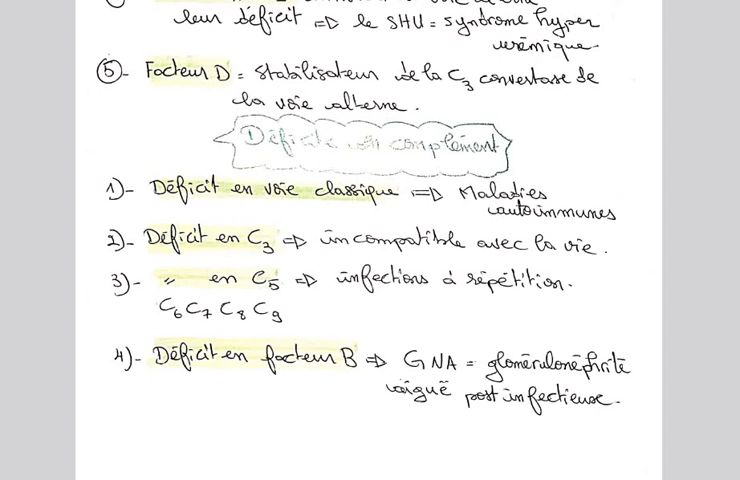 leur déficit => le SHU = syndrome hyper
urémique
⑤- Facteur D = stabilisateur de la C3 convertase de
la voie alterne.
Déficits en complément
1)- Déficit en voie classique => Maladies
autoimmunes
2)- Déficit en C3 => incompatible avec la vie.
3)- " en C5 => infections à répétition.
C6 C7 C8 C9
4)- Déficit en facteur B => GNA = glomérulonéphrite
aiguë post infectieuse.